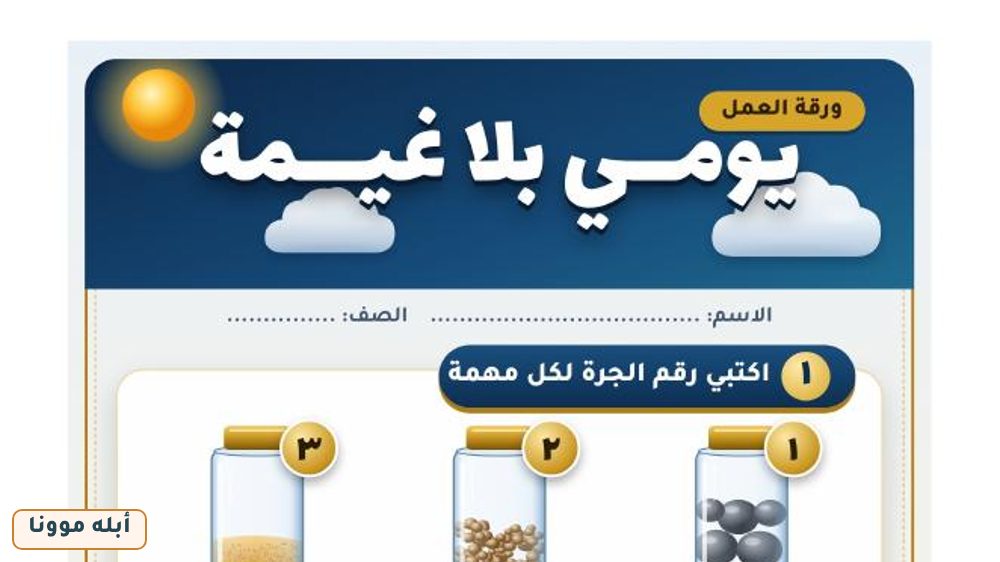 ورقة العمل
يومـي بلا غيـمة
الاسم: ..................................... الصف: ...............
١ اكتبي رقم الجرة لكل مهمة
١ ٢ ٣
أبله موونا